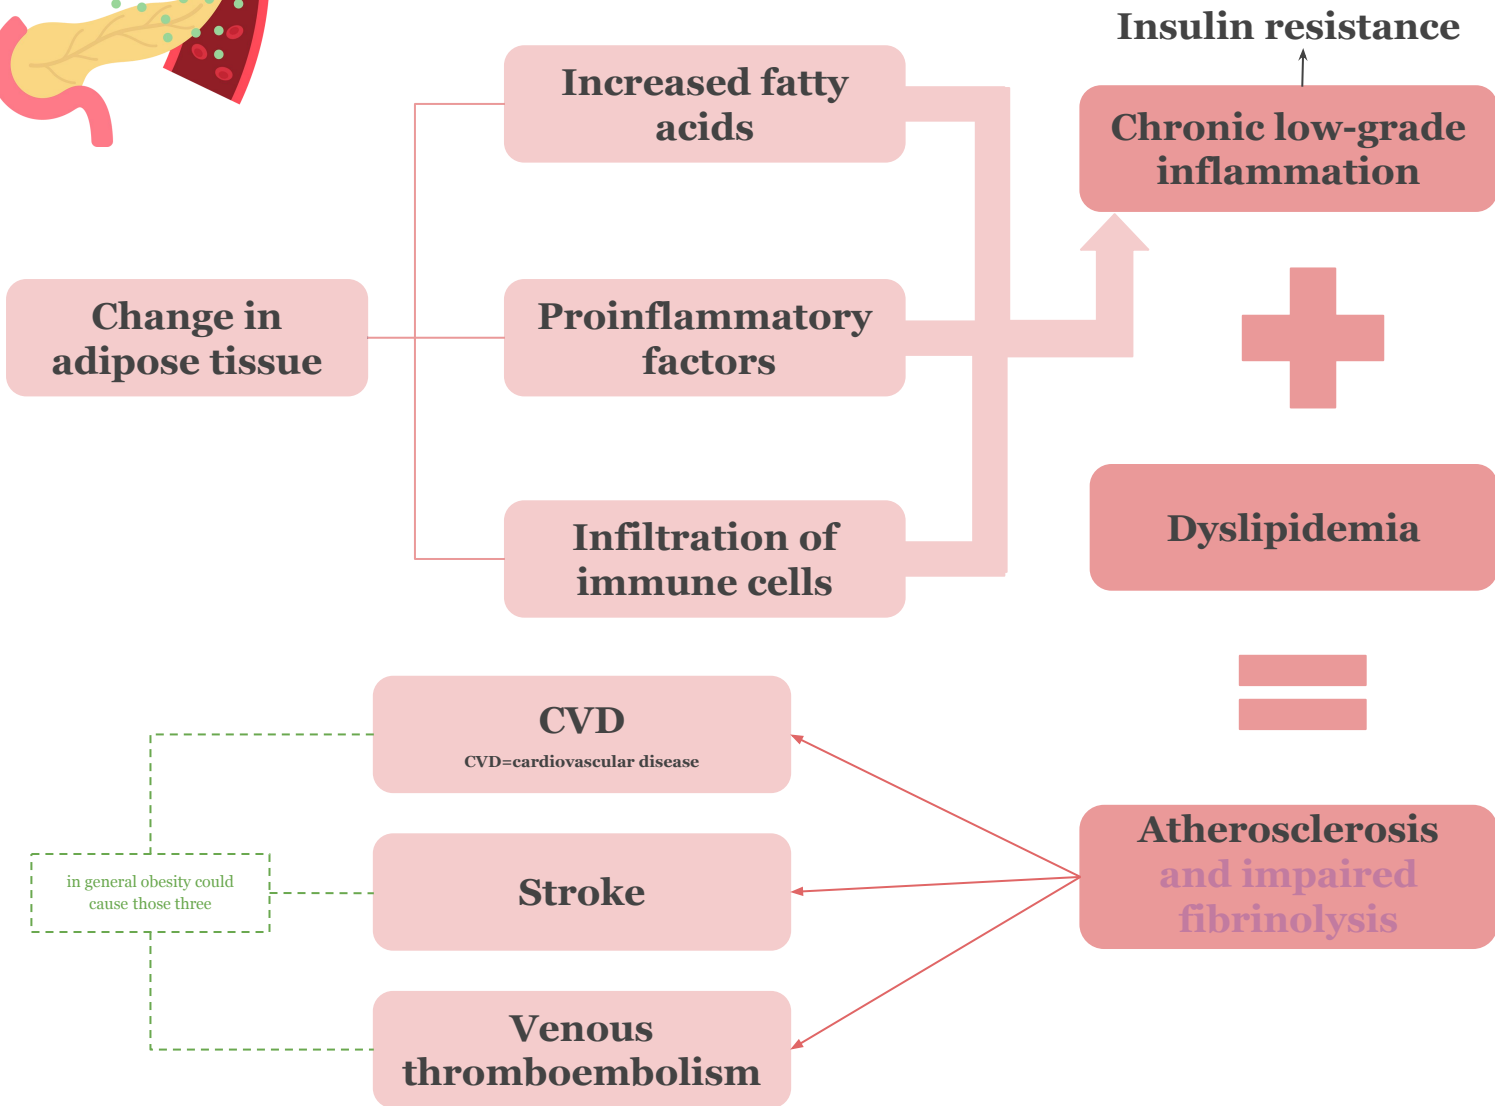 Insulin resistance
Increased fatty
acids
Chronic low-grade
inflammation
Change in
adipose tissue
Proinflammatory
factors
Infiltration of
immune cells
Dyslipidemia
CVD
CVD=cardiovascular disease
Atherosclerosis
and impaired
fibrinolysis
in general obesity could
cause those three
Stroke
Venous
thromboembolism